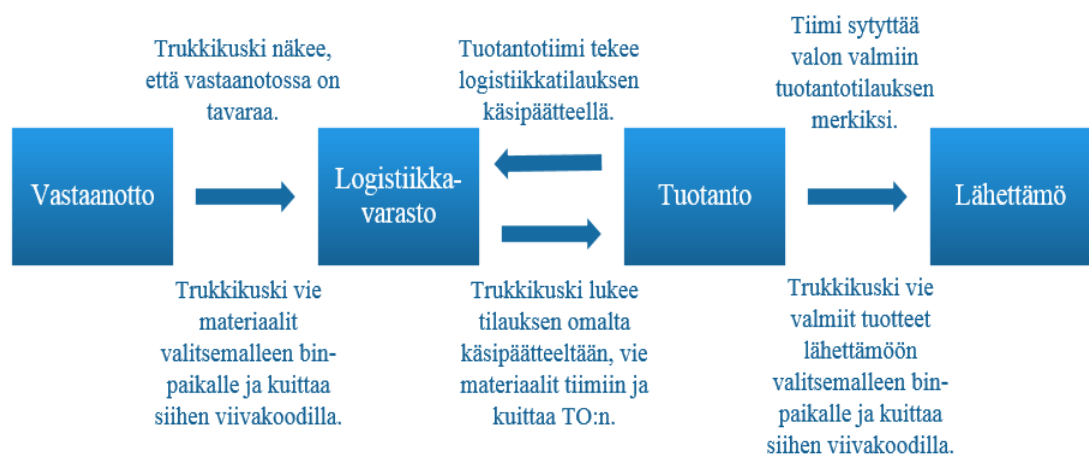 Trukkikuski näkee,
että vastaanotossa on
tavaraa.
Tuotantotiimi tekee
logistiikkatilauksen
käsipäätteellä.
Tiimi sytyttää
valon valmiin
tuotantotilauksen
merkiksi.
Vastaanotto
Logistiikka-
varasto
Tuotanto
Lähettämö
Trukkikuski vie
materiaalit
valitsemalleen bin-
paikalle ja kuittaa
siihen viivakoodilla.
Trukkikuski lukee
tilauksen omalta
käsipäätteeltään, vie
materiaalit tiimiin ja
kuittaa TO:n.
Trukkikuski vie
valmiit tuotteet
lähettämöön
valitsemalleen bin-
paikalle ja kuittaa
siihen viivakoodilla.